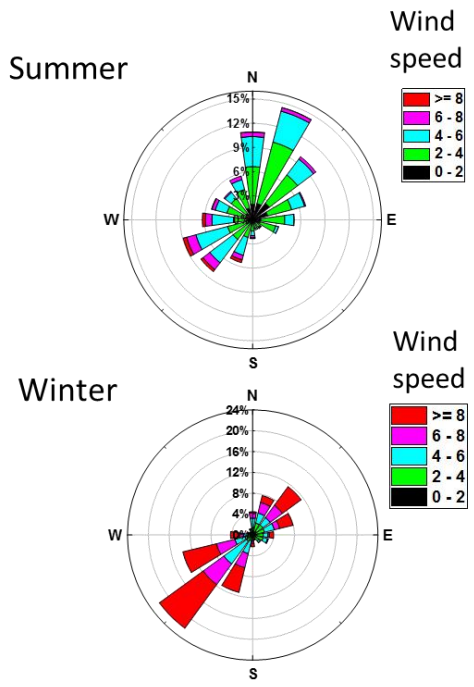 Wind
speed
Summer
>= 8
6 - 8
4 - 6
2 - 4
0 - 2
N
15%
12%
9%
6%
W
E
S
Wind
speed
Winter
>= 8
6 - 8
4 - 6
2 - 4
0 - 2
N
24%
20%
16%
12%
8%
4%
W
E
S